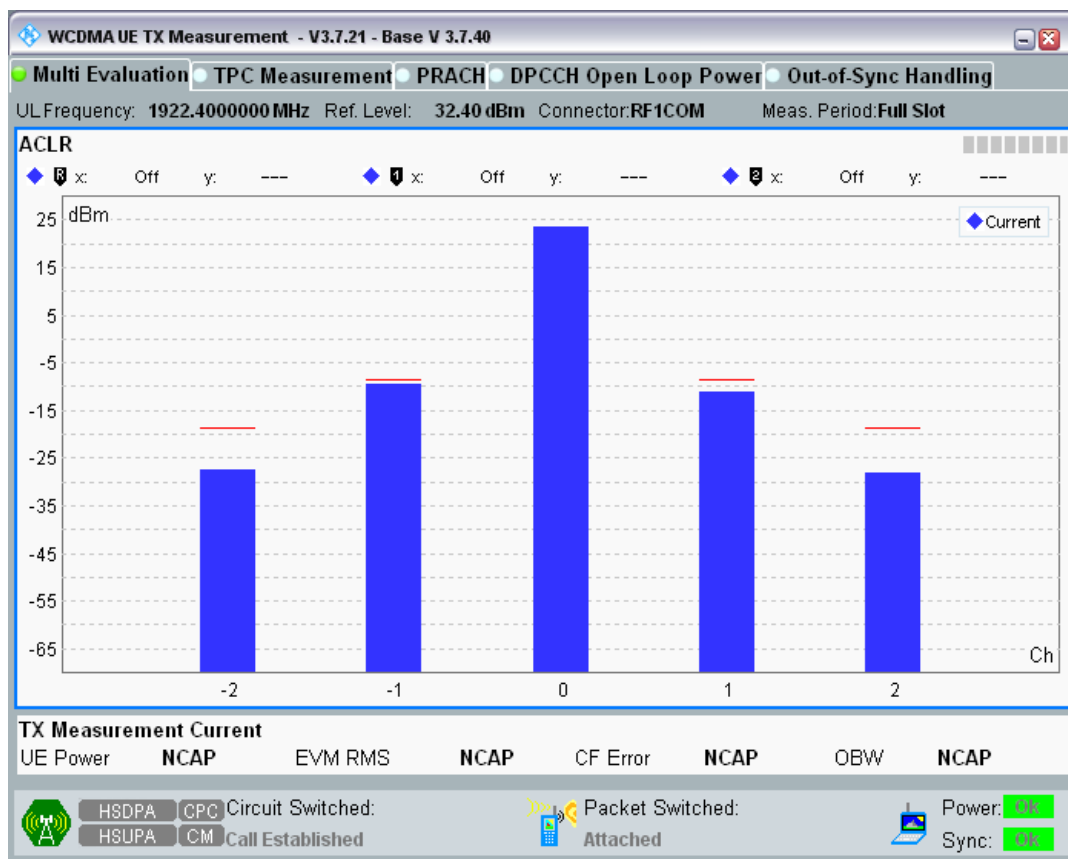 WCDMA UE TX Measurement - V3.7.21 - Base V 3.7.40
Multi Evaluation TPC Measurement PRACH DPCCH Open Loop Power Out-of-Sync Handling
UL Frequency: 1922.4000000 MHz Ref. Level: 32.40 dBm Connector:RF1COM Meas. Period:Full Slot
ACLR
R x: Off y: --- 1 x: Off y: --- 2 x: Off y: ---
dBm
Current
25
15
5
-5
-15
-25
-35
-45
-55
-65
Ch
-2 -1 0 1 2
TX Measurement Current
UE Power NCAP EVM RMS NCAP CF Error NCAP OBW NCAP
HSDPA CPC Circuit Switched: Packet Switched: Power: Ok
HSUPA CM Call Established Attached Sync: Ok